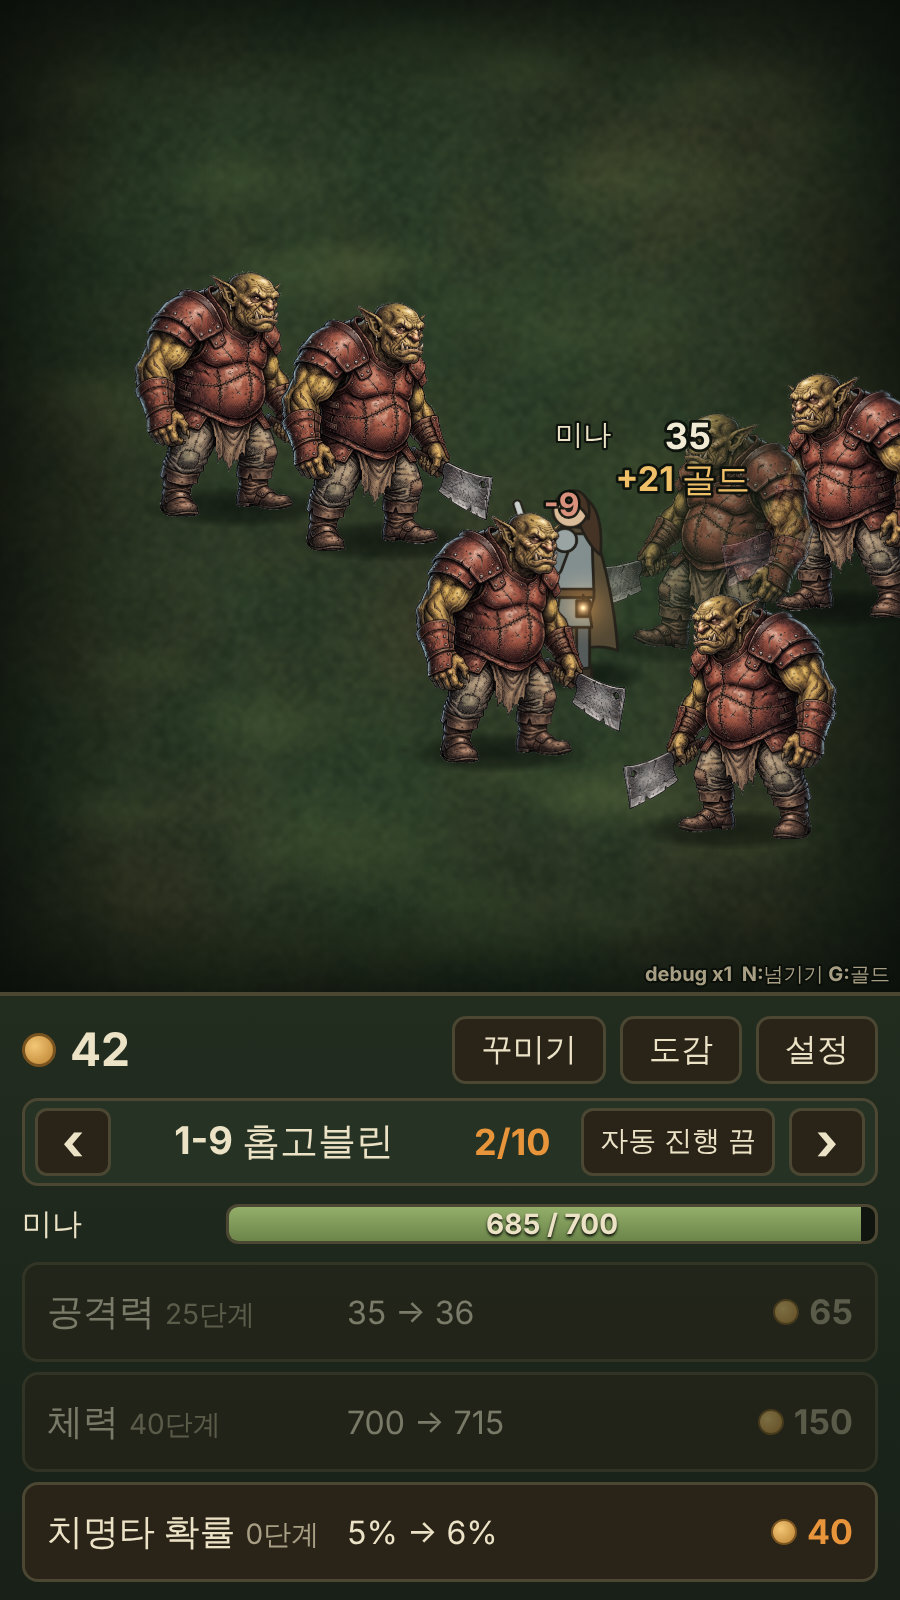 미나
35
+21 골드
-9
debug x1 N:넘기기 G:골드
42
꾸미기
도감
설정
‹
1-9 홉고블린
2/10
자동 진행 끔
›
미나
685 / 700
공격력 25단계 35 → 36 65
체력 40단계 700 → 715 150
치명타 확률 0단계 5% → 6% 40